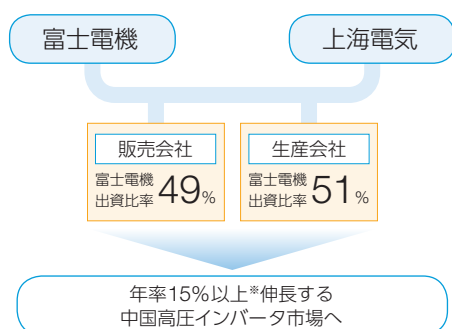 富士電機
上海電気
販売会社
富士電機
出資比率 49%
生産会社
富士電機
出資比率 51%
年率15%以上※伸長する
中国高圧インバータ市場へ